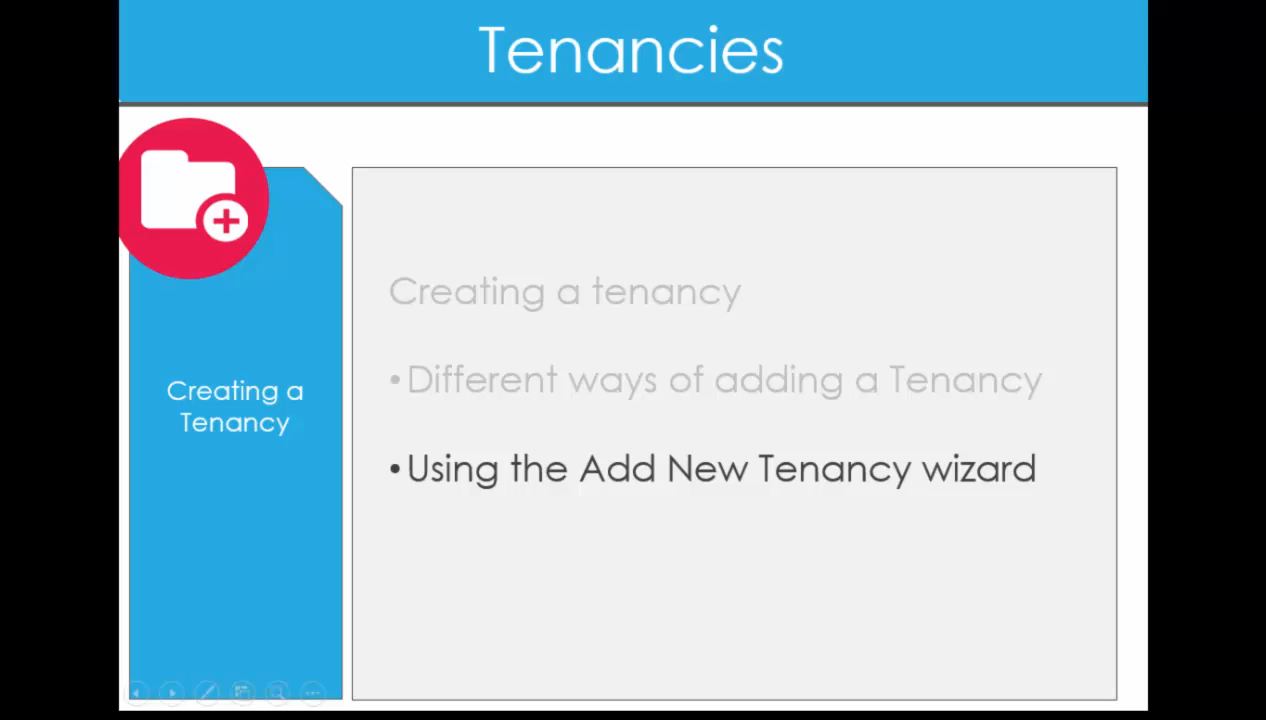 Tenancies
Creating a
Tenancy
Creating a tenancy
• Different ways of adding a Tenancy
• Using the Add New Tenancy wizard